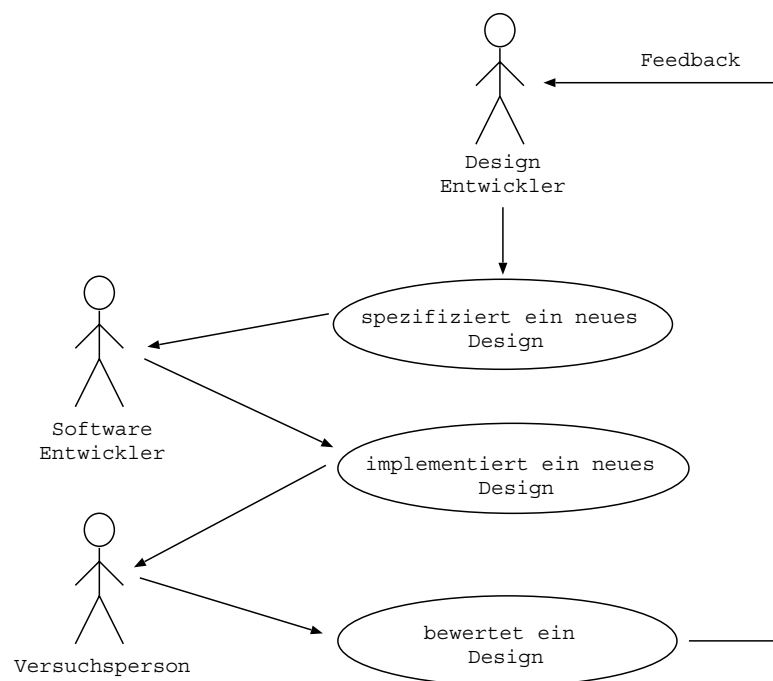 Feedback
Design
Entwickler
spezifiziert ein neues
Design
Software
Entwickler
implementiert ein neues
Design
bewertet ein
Design
Versuchsperson